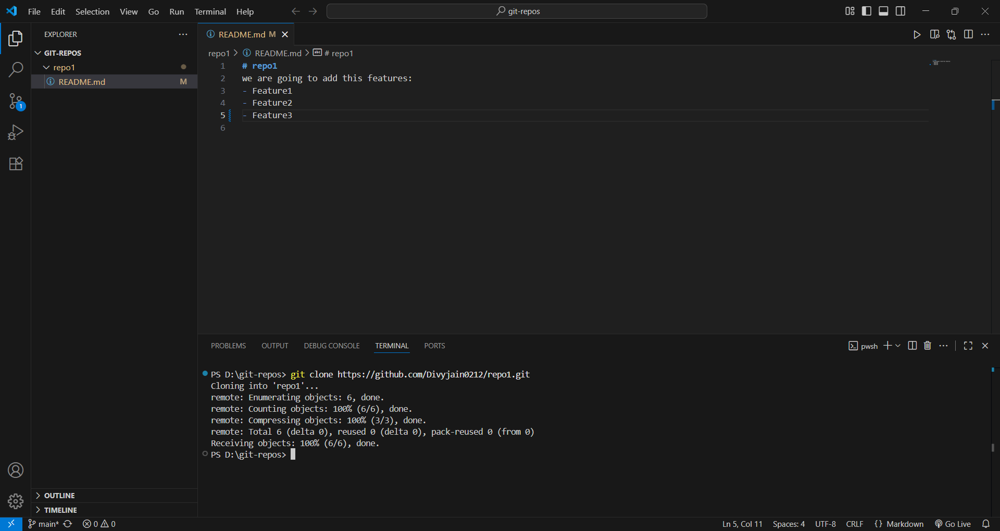 File Edit Selection View Go Run Terminal Help
git-repos
EXPLORER
GIT-REPOS
repo1
README.md M
1
OUTLINE
TIMELINE
README.md M
repo1 > README.md > # repo1
1 # repo1
2 we are going to add this features:
3 - Feature1
4 - Feature2
5 - Feature3
6
PROBLEMS OUTPUT DEBUG CONSOLE TERMINAL PORTS
pwsh
PS D:\git-repos> git clone https://github.com/Divyjain0212/repo1.git
Cloning into 'repo1'...
remote: Enumerating objects: 6, done.
remote: Counting objects: 100% (6/6), done.
remote: Compressing objects: 100% (3/3), done.
remote: Total 6 (delta 0), reused 0 (delta 0), pack-reused 0 (from 0)
Receiving objects: 100% (6/6), done.
PS D:\git-repos>
main* 0 0
Ln 5, Col 11 Spaces: 4 UTF-8 CRLF {} Markdown Go Live